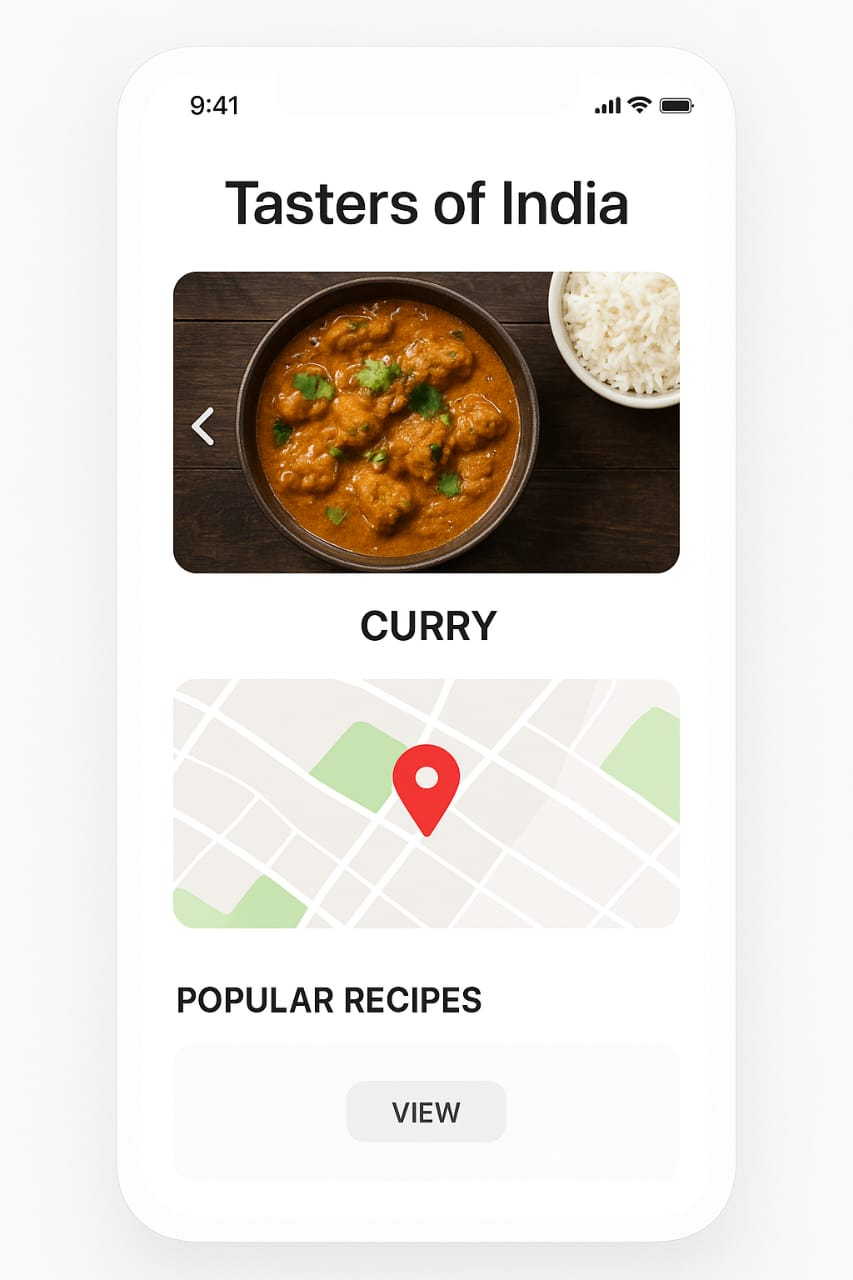 9:41
Tasters of India
CURRY
POPULAR RECIPES
VIEW